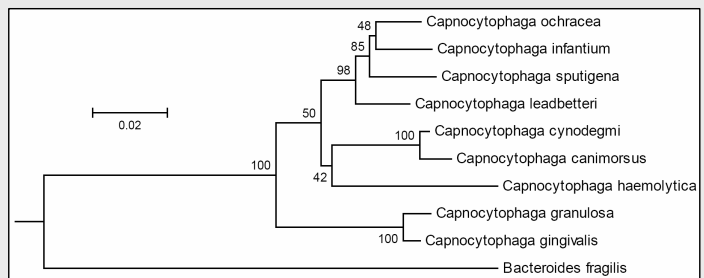 48 Capnocytophaga ochracea
85 Capnocytophaga infantium
98 Capnocytophaga sputigena
Capnocytophaga leadbetteri
50
0.02
100 Capnocytophaga cynodegmi
Capnocytophaga canimorsus
100
42 Capnocytophaga haemolytica
Capnocytophaga granulosa
100 Capnocytophaga gingivalis
Bacteroides fragilis